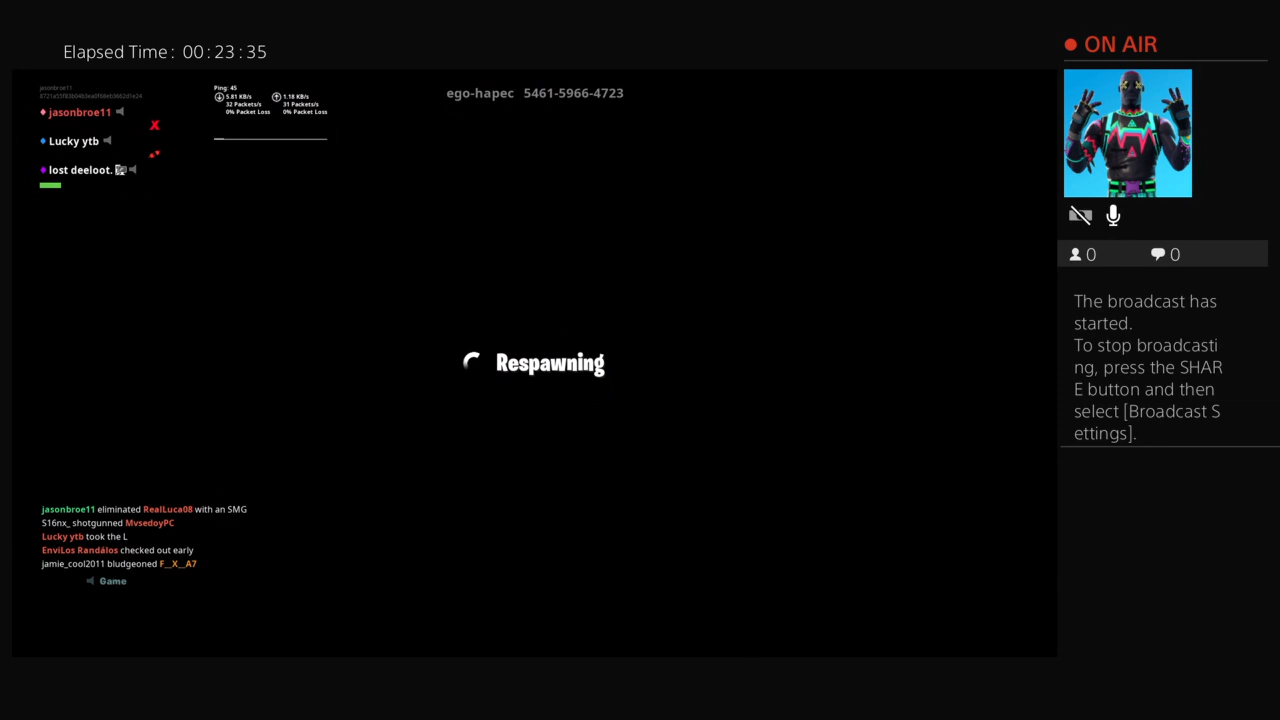 Elapsed Time: 00:23:35
ON AIR
jasonbroe11
Ping: 45
5.81 KB/s 1.18 KB/s
32 Packets/s 31 Packets/s
0% Packet Loss 0% Packet Loss
ego-hapec 5461-5966-4723
jasonbroe11
Lucky ytb
lost deeloot.
0 0
The broadcast has
started.
To stop broadcasti
ng, press the SHAR
E button and then
select [Broadcast S
ettings].
Respawning
jasonbroe11 eliminated RealLuca08 with an SMG
S16nx_ shotgunned MvsedoyPC
Lucky ytb took the L
EnviLos Randálos checked out early
jamie_cool2011 bludgeoned F__X__A7
Game